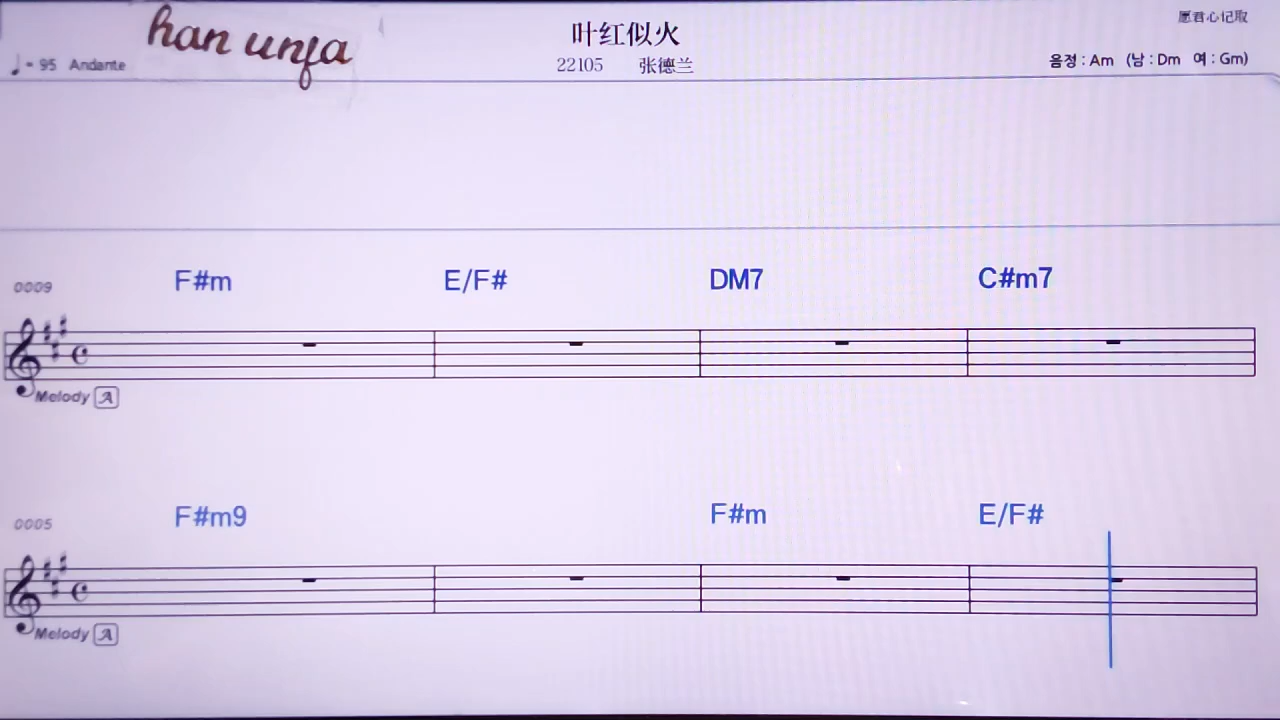 han unja
叶红似火
愿君心记取
♩= 95 Andante
22105 张德兰
음정 : Am (남 : Dm 여 : Gm)
0009 F#m E/F# DM7 C#m7
Melody A
0005 F#m9 F#m E/F#
Melody A